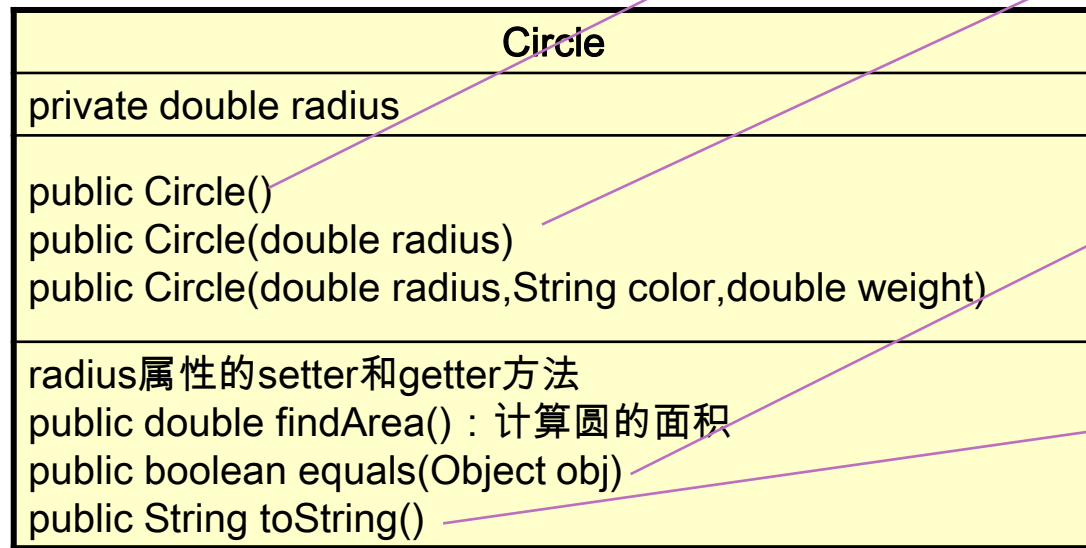 Circle
private double radius
public Circle()
public Circle(double radius)
public Circle(double radius,String color,double weight)
radius属性的setter和getter方法
public double findArea()：计算圆的面积
public boolean equals(Object obj)
public String toString()